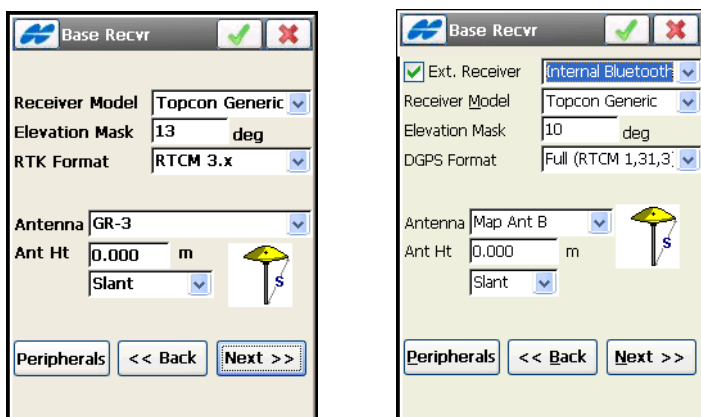 Base Recvr
Receiver Model Topcon Generic
Elevation Mask 13 deg
RTK Format RTCM 3.x
Antenna GR-3
Ant Ht 0.000 m
Slant
S
Peripherals << Back Next >>
Base Recvr
Ext. Receiver (nternal Bluetooth
Receiver Model Topcon Generic
Elevation Mask 10 deg
DGPS Format Full (RTCM 1,31,3
Antenna Map Ant B
Ant Ht 0.000 m
Slant
S
Peripherals << Back Next >>